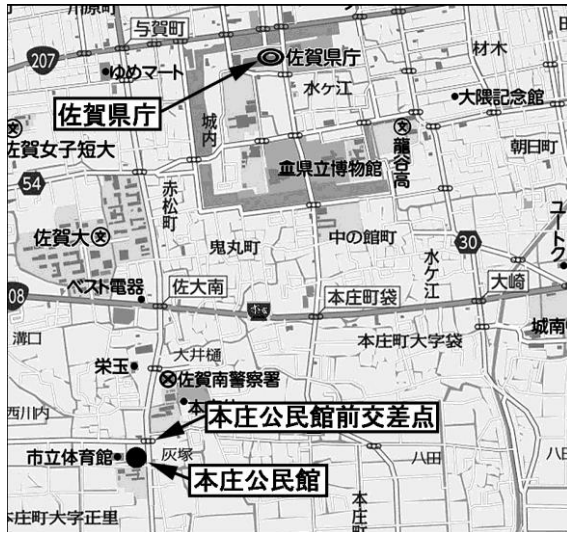 与賀町
207
ゆめマート
佐賀県庁
材木
佐賀県庁
水ケ江
大隈記念館
城内
佐賀女子短大
龍谷高
朝日町
県立博物館
54
赤松町
佐賀大
鬼丸町
中の館町
水ケ江
30
ベスト電器
佐大南
本庄町袋
大崎
08
溝口
大井樋
本庄町大字袋
城南
栄玉
佐賀南警察署
西川内
本庄公民館前交差点
市立体育館
灰塚
八田
本庄公民館
本庄町大字正里
本庄町